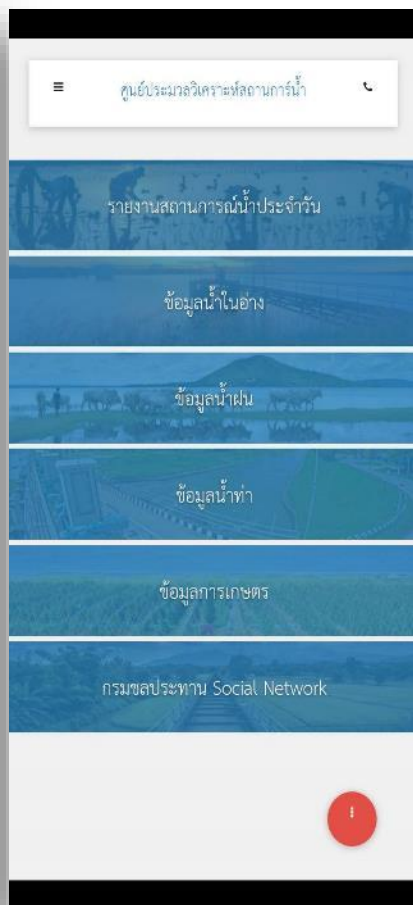 ศูนย์ประมวลวิเคราะห์สถานการ์น้ำ
รายงานสถานการณ์น้ำประจำวัน
ข้อมูลน้ำในอ่าง
ข้อมูลน้ำฝน
ข้อมูลน้ำท่า
ข้อมูลการเกษตร
กรมชลประทาน Social Network